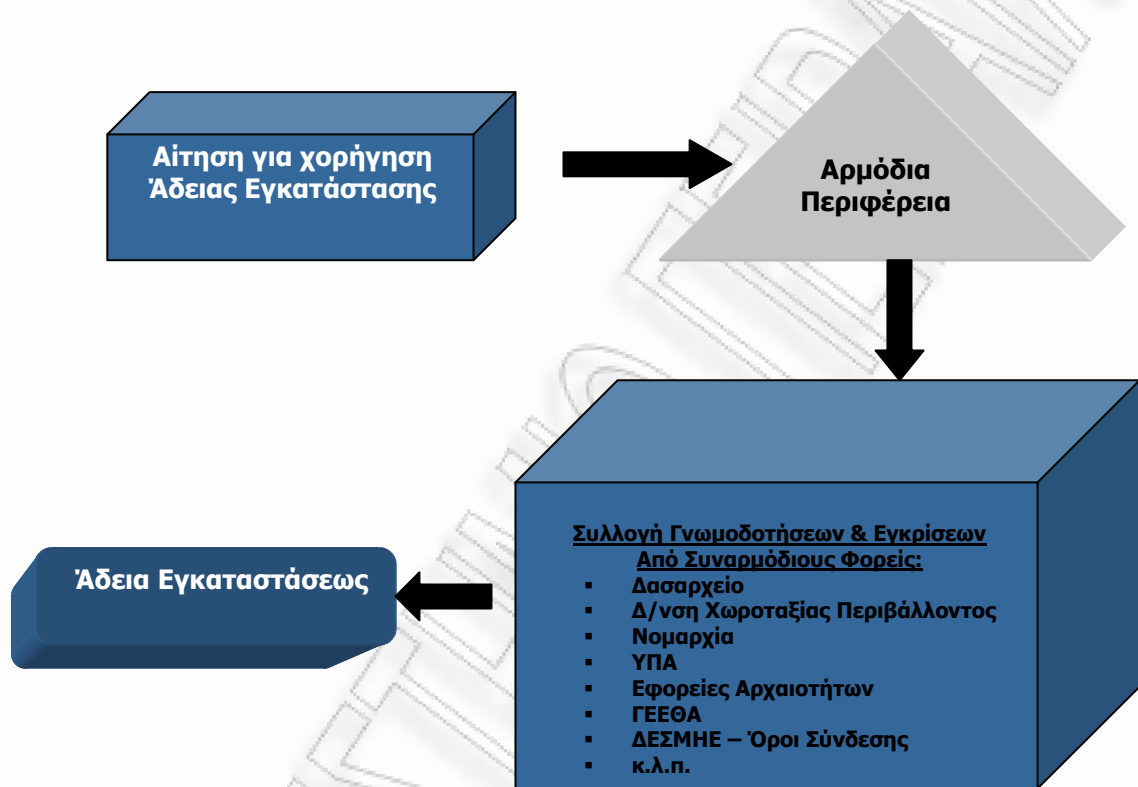 Αίτηση για χορήγηση
Άδειας Εγκατάστασης
Αρμόδια
Περιφέρεια
Συλλογή Γνωμοδοτήσεων & Εγκρίσεων
Από Συναρμόδιους Φορείς:
▪ Δασαρχείο
▪ Δ/νση Χωροταξίας Περιβάλλοντος
▪ Νομαρχία
▪ ΥΠΑ
▪ Εφορείες Αρχαιοτήτων
▪ ΓΕΕΘΑ
▪ ΔΕΣΜΗΕ – Όροι Σύνδεσης
▪ κ.λ.π.
Άδεια Εγκαταστάσεως